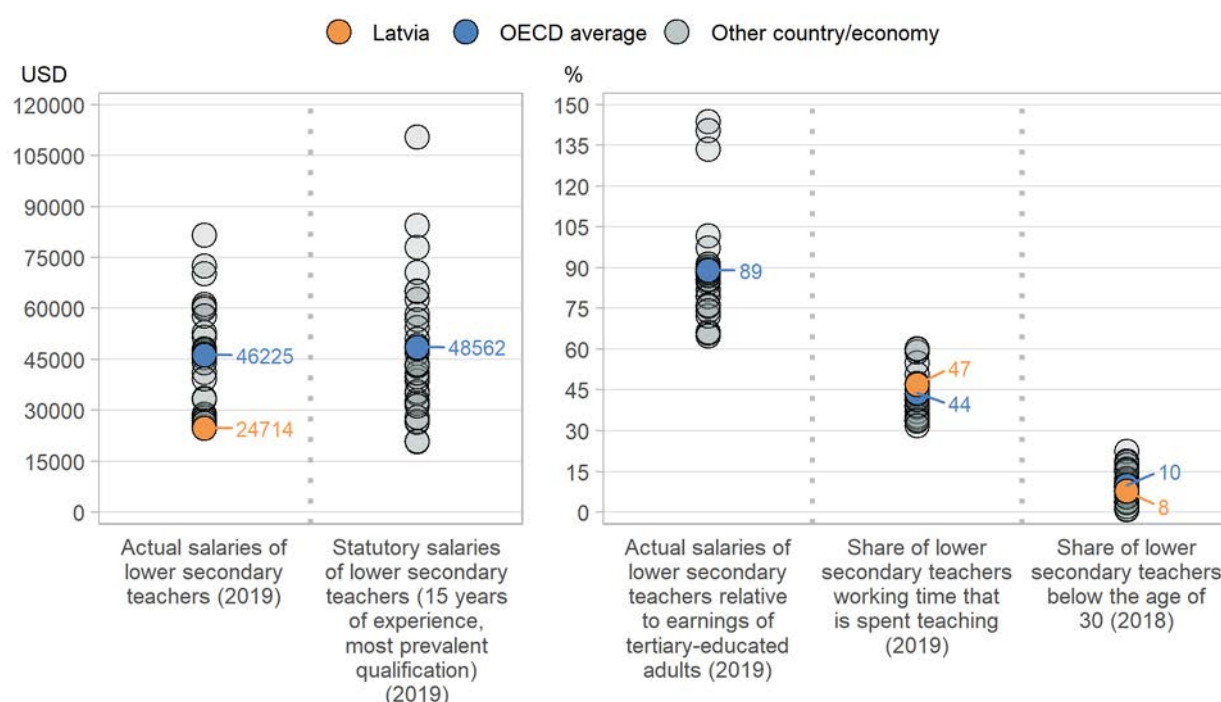 Latvia OECD average Other country/economy
USD
120000
105000
90000
75000
60000
45000
30000
15000
0
46225
24714
48562
Actual salaries of
lower secondary
teachers (2019)
Statutory salaries
of lower secondary
teachers (15 years
of experience,
most prevalent
qualification)
(2019)
%
150
135
120
105
90
75
60
45
30
15
0
89
47
44
10
8
Actual salaries of
lower secondary
teachers relative
to earnings of
tertiary-educated
adults (2019)
Share of lower
secondary teachers
working time that
is spent teaching
(2019)
Share of lower
secondary teachers
below the age of
30 (2018)